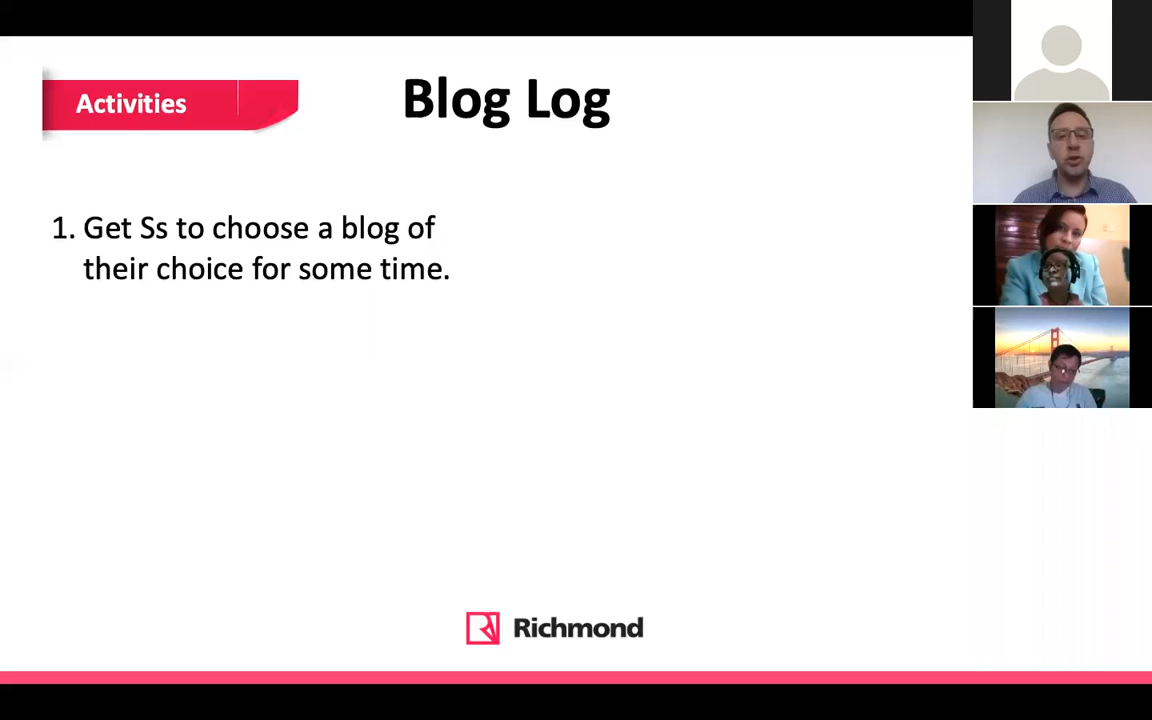 Activities
Blog Log
1. Get Ss to choose a blog of
their choice for some time.
Richmond